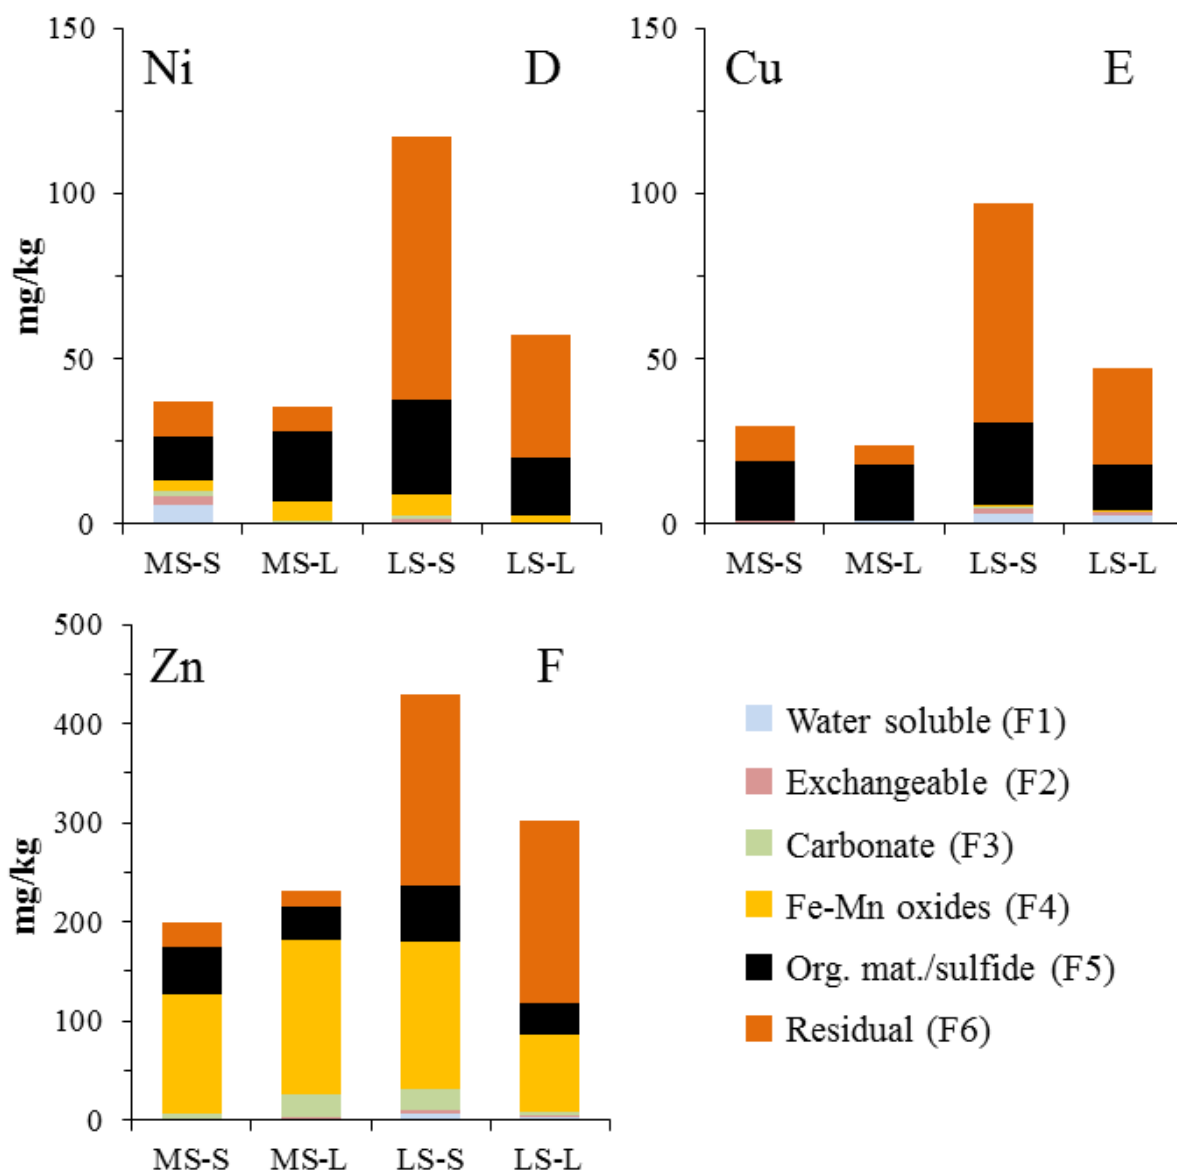 Ni
D
mg/kg
150
100
50
0
MS-S MS-L LS-S LS-L
Cu
E
150
100
50
0
MS-S MS-L LS-S LS-L
Zn
F
mg/kg
500
400
300
200
100
0
MS-S MS-L LS-S LS-L
Water soluble (F1)
Exchangeable (F2)
Carbonate (F3)
Fe-Mn oxides (F4)
Org. mat./sulfide (F5)
Residual (F6)